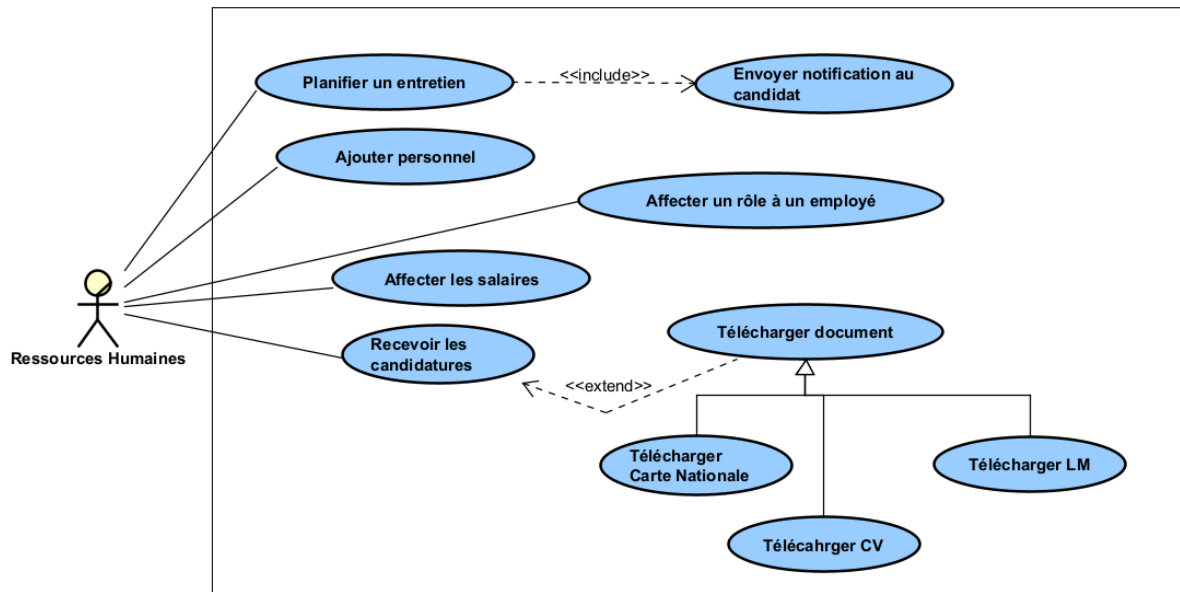 Planifier un entretien
<<include>>
Envoyer notification au
candidat
Ajouter personnel
Affecter un rôle à un employé
Affecter les salaires
Ressources Humaines
Recevoir les
candidatures
Télécharger document
<<extend>>
Télécharger
Carte Nationale
Télécharger LM
Télécahrger CV